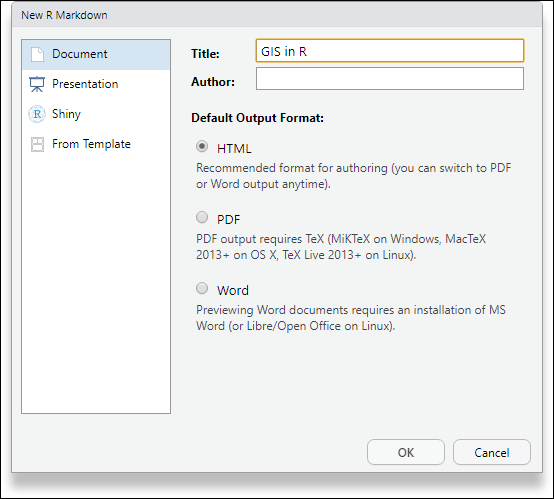 New R Markdown
Document
Presentation
R Shiny
From Template
Title: GIS in R
Author:
Default Output Format:
HTML
Recommended format for authoring (you can switch to PDF
or Word output anytime).
PDF
PDF output requires TeX (MiKTeX on Windows, MacTeX
2013+ on OS X, TeX Live 2013+ on Linux).
Word
Previewing Word documents requires an installation of MS
Word (or Libre/Open Office on Linux).
OK Cancel